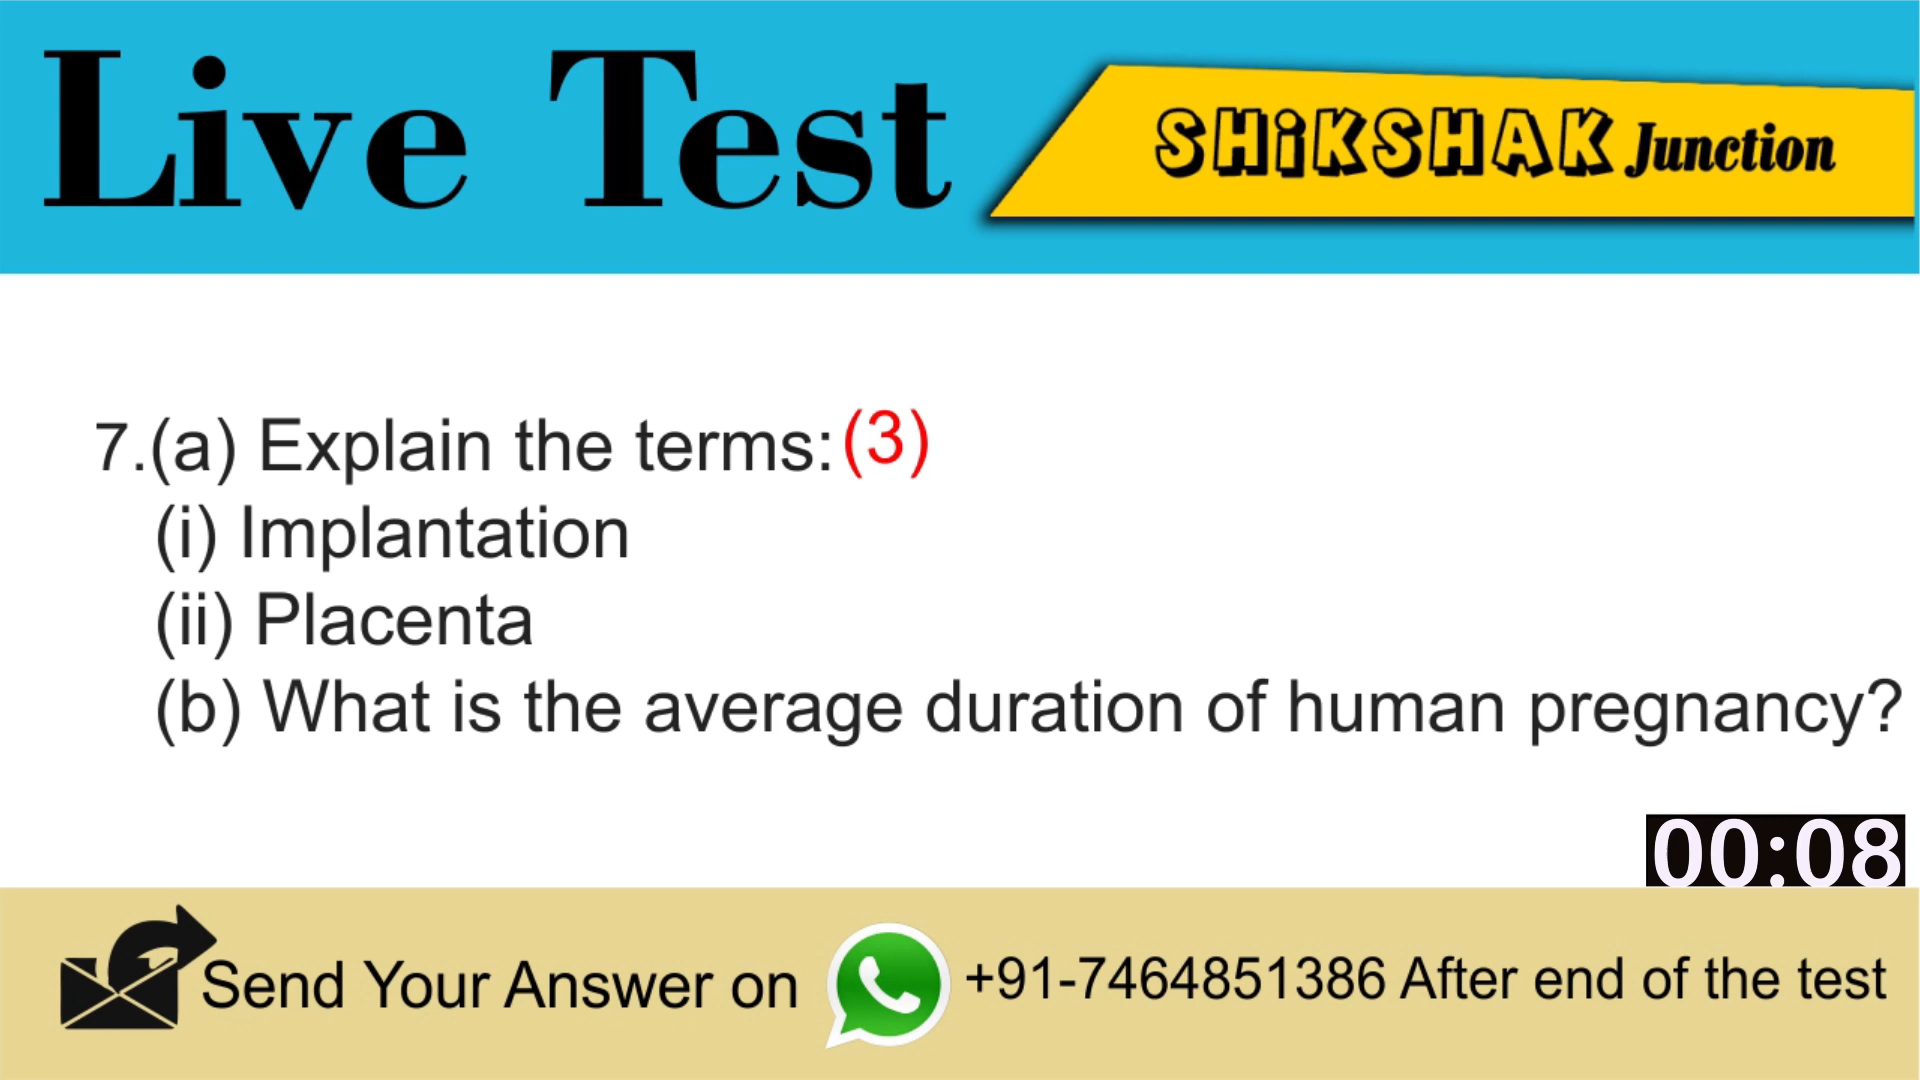 Live Test
SHiKSHAK Junction
7.(a) Explain the terms:(3)
(i) Implantation
(ii) Placenta
(b) What is the average duration of human pregnancy?
00:08
Send Your Answer on +91-7464851386 After end of the test